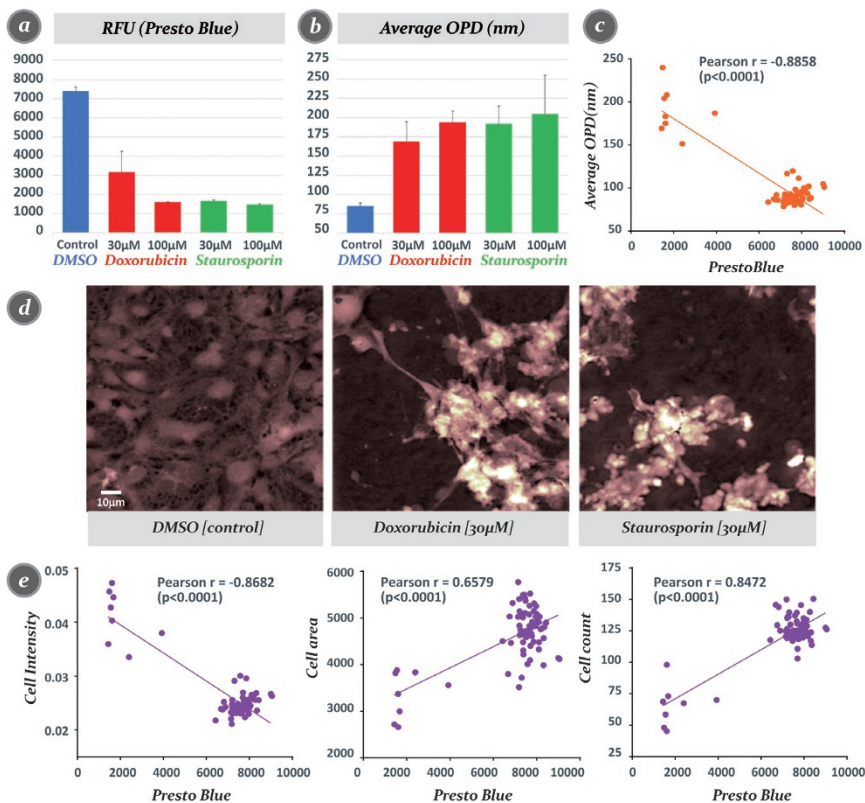 a
RFU (Presto Blue)
9000
8000
7000
6000
5000
4000
3000
2000
1000
0
Control 30µM 100µM 30µM 100µM
DMSO Doxorubicin Staurosporin
b
Average OPD (nm)
275
250
225
200
175
150
125
100
75
50
Control 30µM 100µM 30µM 100µM
DMSO Doxorubicin Staurosporin
c
Pearson r = -0.8858
(p<0.0001)
Average OPD(nm)
250
200
150
100
50
0 2000 4000 6000 8000 10000
PrestoBlue
d
10µm
DMSO [control]
Doxorubicin [30µM]
Staurosporin [30µM]
e
Pearson r = -0.8682
(p<0.0001)
Cell Intensity
0.05
0.04
0.03
0.02
0 2000 4000 6000 8000 10000
Presto Blue
Pearson r = 0.6579
(p<0.0001)
Cell area
6000
5000
4000
3000
2000
0 2000 4000 6000 8000 10000
Presto Blue
Pearson r = 0.8472
(p<0.0001)
Cell count
175
150
125
100
75
50
25
0 2000 4000 6000 8000 10000
Presto Blue